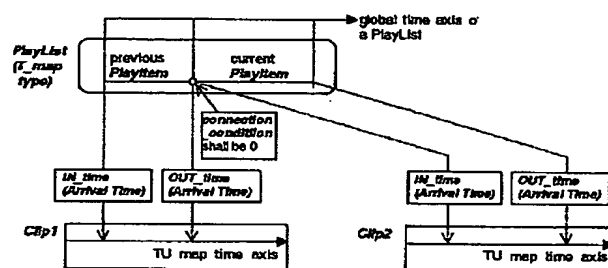 global time axis of
a PlayList
PlayList
(T_map
type)
previous
PlayItem
current
PlayItem
connection
_condition
shall be 0
IN_time
(Arrival Time)
OUT_time
(Arrival Time)
IN_time
(Arrival Time)
OUT_time
(Arrival Time)
Clip1
TU map time axis
Clip2
TU map time axis